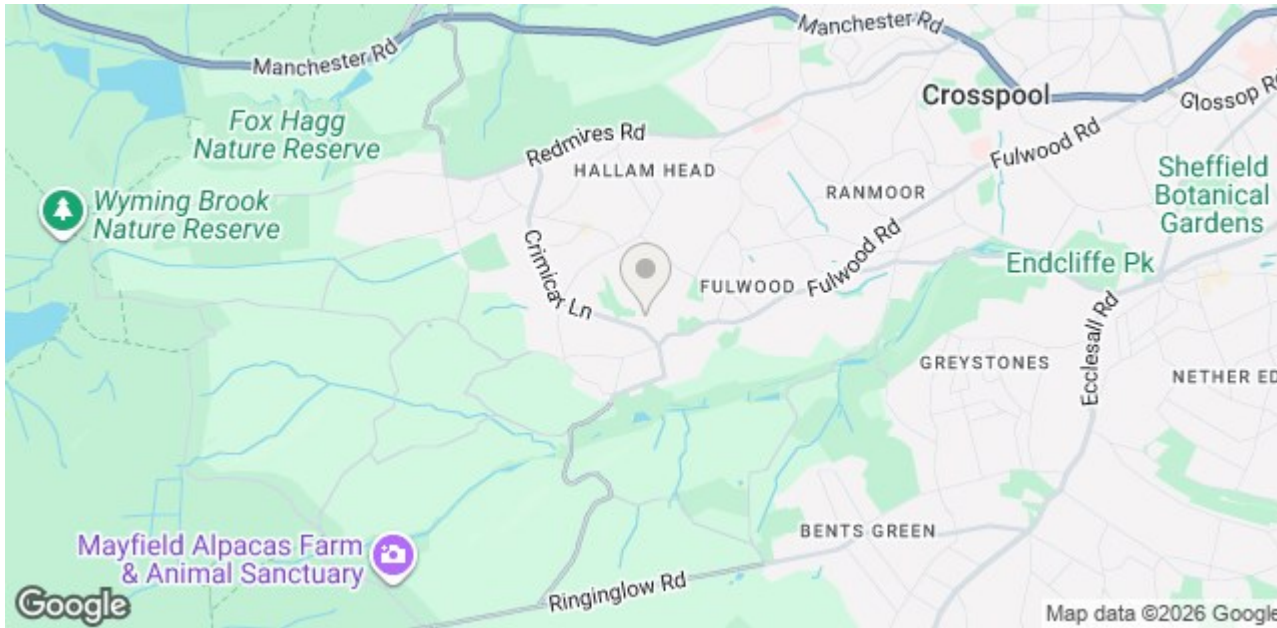 Manchester Rd
Manchester Rd
Crosspool
Glossop Rd
Fox Hagg
Nature Reserve
Redmires Rd
HALLAM HEAD
Fulwood Rd
RANMOOR
Sheffield
Botanical
Gardens
Wyming Brook
Nature Reserve
Crimicar Ln
FULWOOD
Fulwood Rd
Endcliffe Pk
GREYSTONES
Ecclesall Rd
NETHER ED
BENTS GREEN
Mayfield Alpacas Farm
& Animal Sanctuary
Ringinglow Rd
Google
Map data ©2026 Google